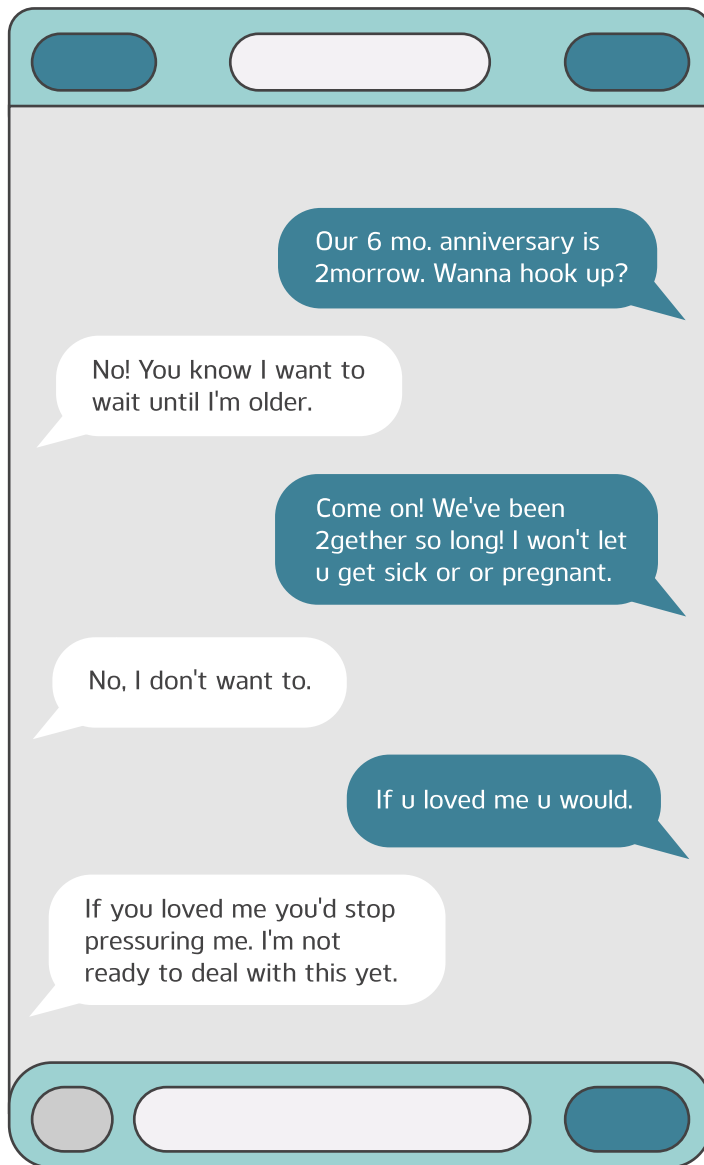 Our 6 mo. anniversary is
2morrow. Wanna hook up?
No! You know I want to
wait until I'm older.
Come on! We've been
2gether so long! I won't let
u get sick or or pregnant.
No, I don't want to.
If u loved me u would.
If you loved me you'd stop
pressuring me. I'm not
ready to deal with this yet.